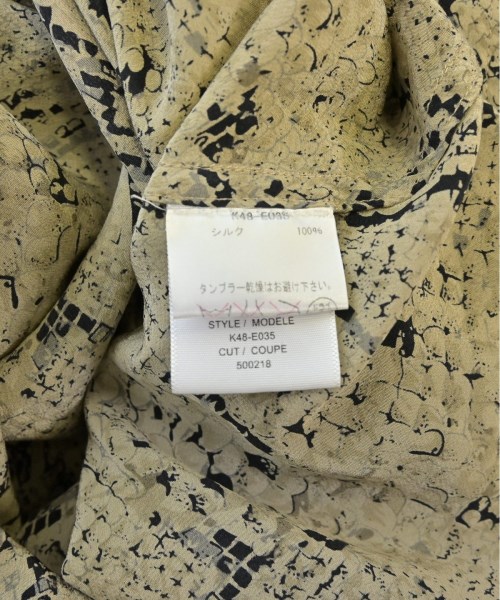 K48-E035
シルク 100%
タンブラー乾燥はお避け下さい。
STYLE / MODELE
K48-E035
CUT / COUPE
500218